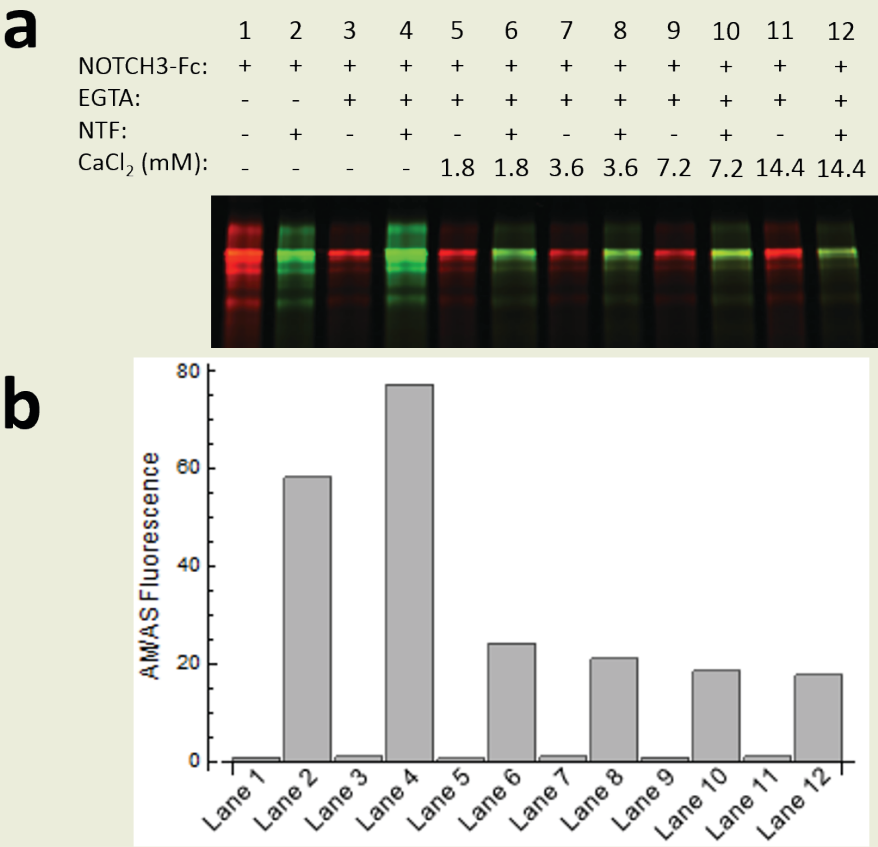 a
1 2 3 4 5 6 7 8 9 10 11 12
NOTCH3-Fc: + + + + + + + + + + + +
EGTA: - - + + + + + + + + + +
NTF: - + - + - + - + - + - +
CaCl₂ (mM): - - - - 1.8 1.8 3.6 3.6 7.2 7.2 14.4 14.4
b
80
60
40
20
0
AM/AS Fluorescence
Lane 1 Lane 2 Lane 3 Lane 4 Lane 5 Lane 6 Lane 7 Lane 8 Lane 9 Lane 10 Lane 11 Lane 12